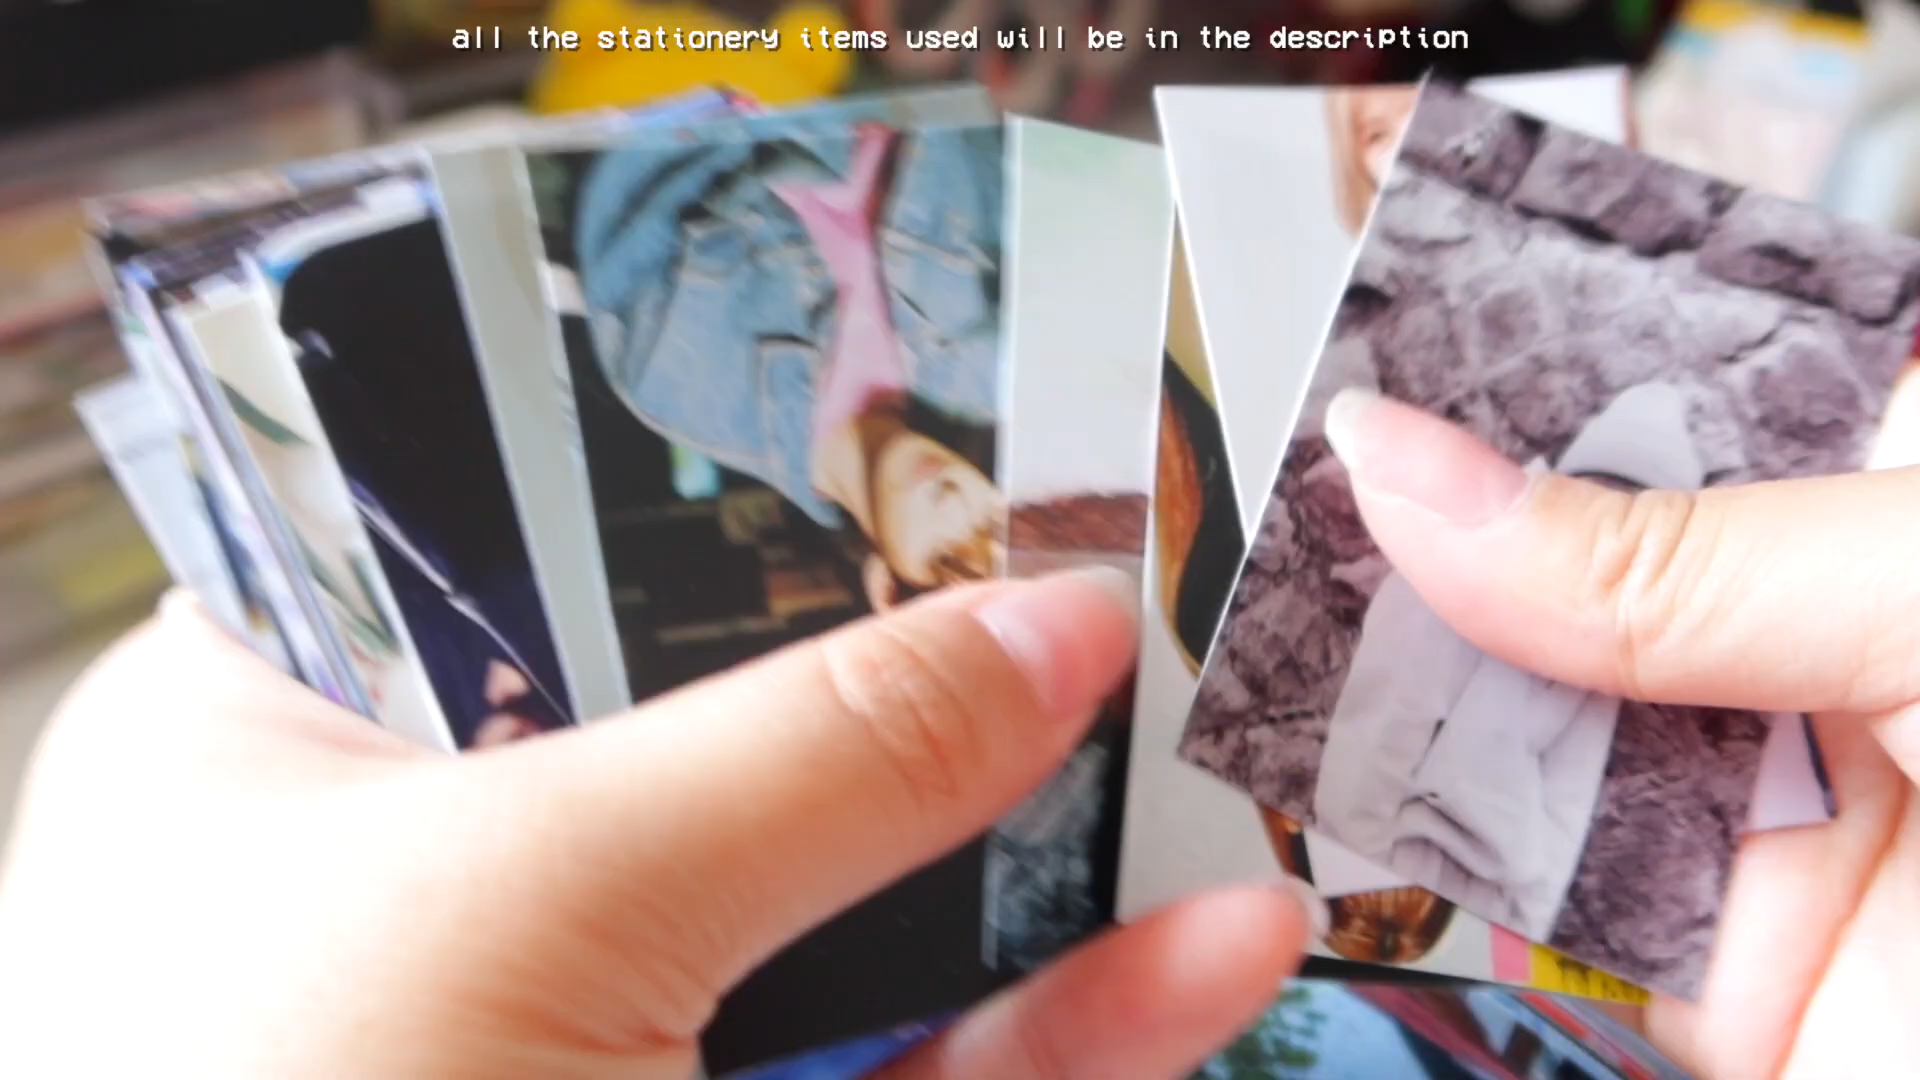 all the stationery items used will be in the description